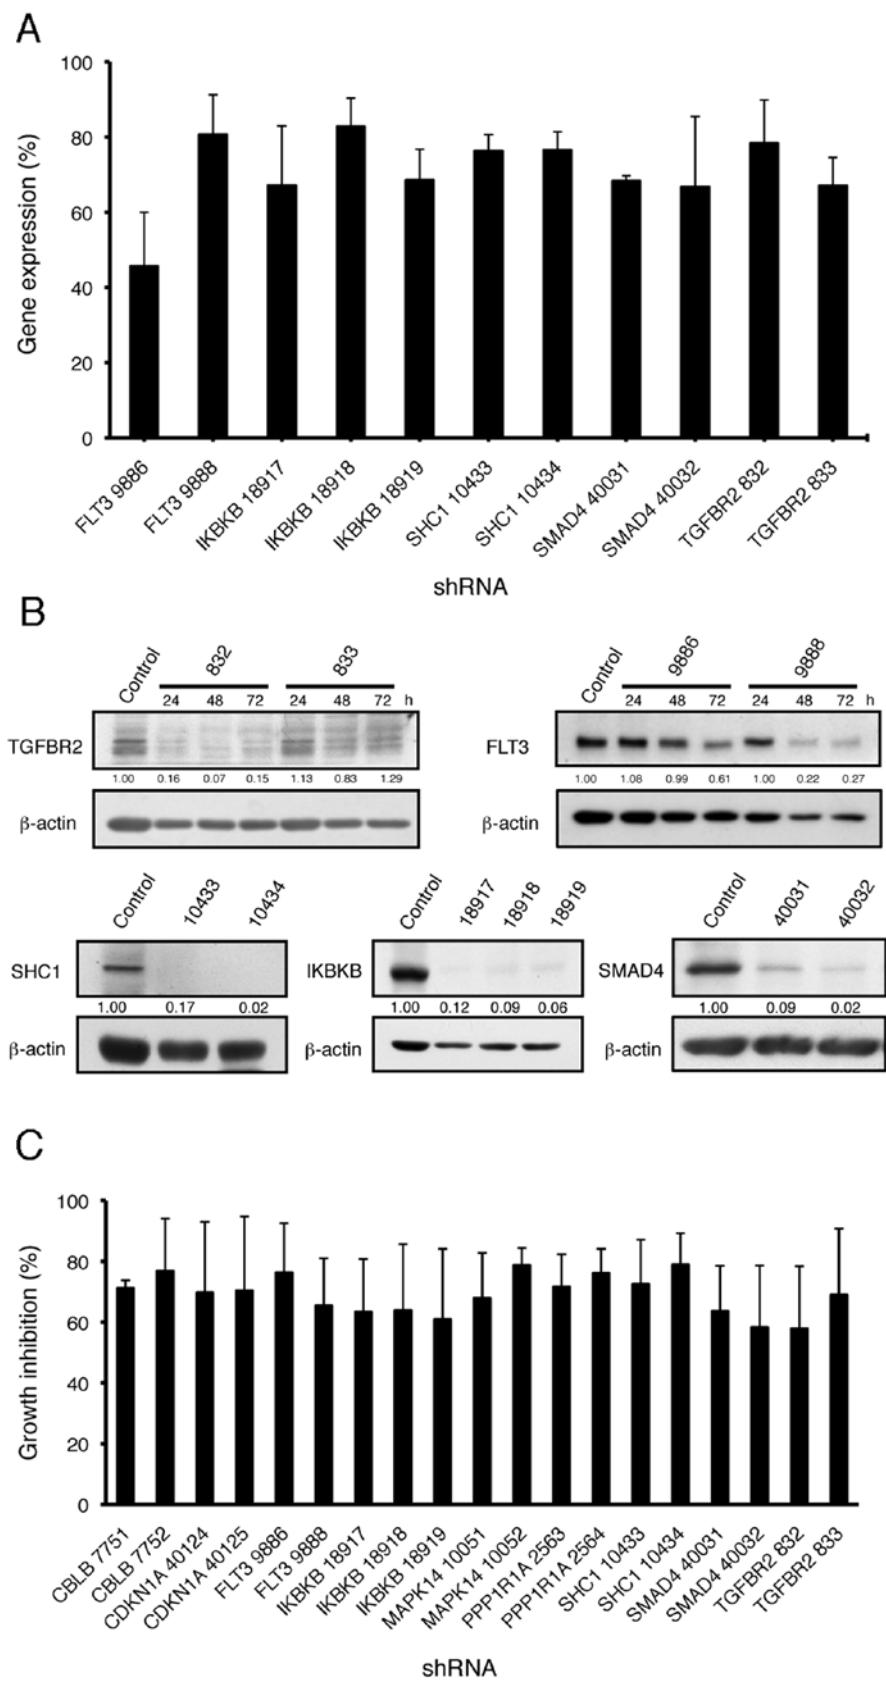 A
100
80
60
40
20
0
Gene expression (%)
FLT3 9886
FLT3 9888
IKBKB 18917
IKBKB 18918
IKBKB 18919
SHC1 10433
SHC1 10434
SMAD4 40031
SMAD4 40032
TGFBR2 832
TGFBR2 833
shRNA
B
Control 832 833
24 48 72 24 48 72 h
TGFBR2
1.00 0.16 0.07 0.15 1.13 0.83 1.29
β-actin
Control 9886 9888
24 48 72 24 48 72 h
FLT3
1.00 1.08 0.99 0.61 1.00 0.22 0.27
β-actin
Control 10433 10434
SHC1
1.00 0.17 0.02
β-actin
Control 18917 18918 18919
IKBKB
1.00 0.12 0.09 0.06
β-actin
Control 40031 40032
SMAD4
1.00 0.09 0.02
β-actin
C
100
80
60
40
20
0
Growth inhibition (%)
CBLB 7751
CBLB 7752
CDKN1A 40124
CDKN1A 40125
FLT3 9886
FLT3 9888
IKBKB 18917
IKBKB 18918
IKBKB 18919
MAPK14 10051
MAPK14 10052
PPP1R1A 2563
PPP1R1A 2564
SHC1 10433
SHC1 10434
SMAD4 40031
SMAD4 40032
TGFBR2 832
TGFBR2 833
shRNA